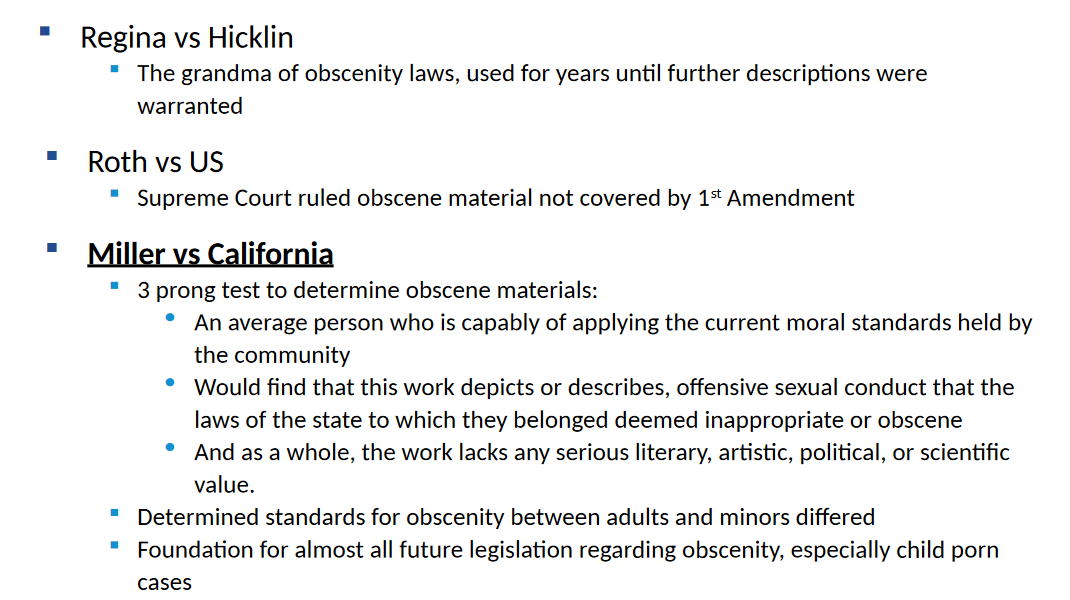 Regina vs Hicklin
The grandma of obscenity laws, used for years until further descriptions were
warranted
Roth vs US
Supreme Court ruled obscene material not covered by 1st Amendment
Miller vs California
3 prong test to determine obscene materials:
An average person who is capably of applying the current moral standards held by
the community
Would find that this work depicts or describes, offensive sexual conduct that the
laws of the state to which they belonged deemed inappropriate or obscene
And as a whole, the work lacks any serious literary, artistic, political, or scientific
value.
Determined standards for obscenity between adults and minors differed
Foundation for almost all future legislation regarding obscenity, especially child porn
cases